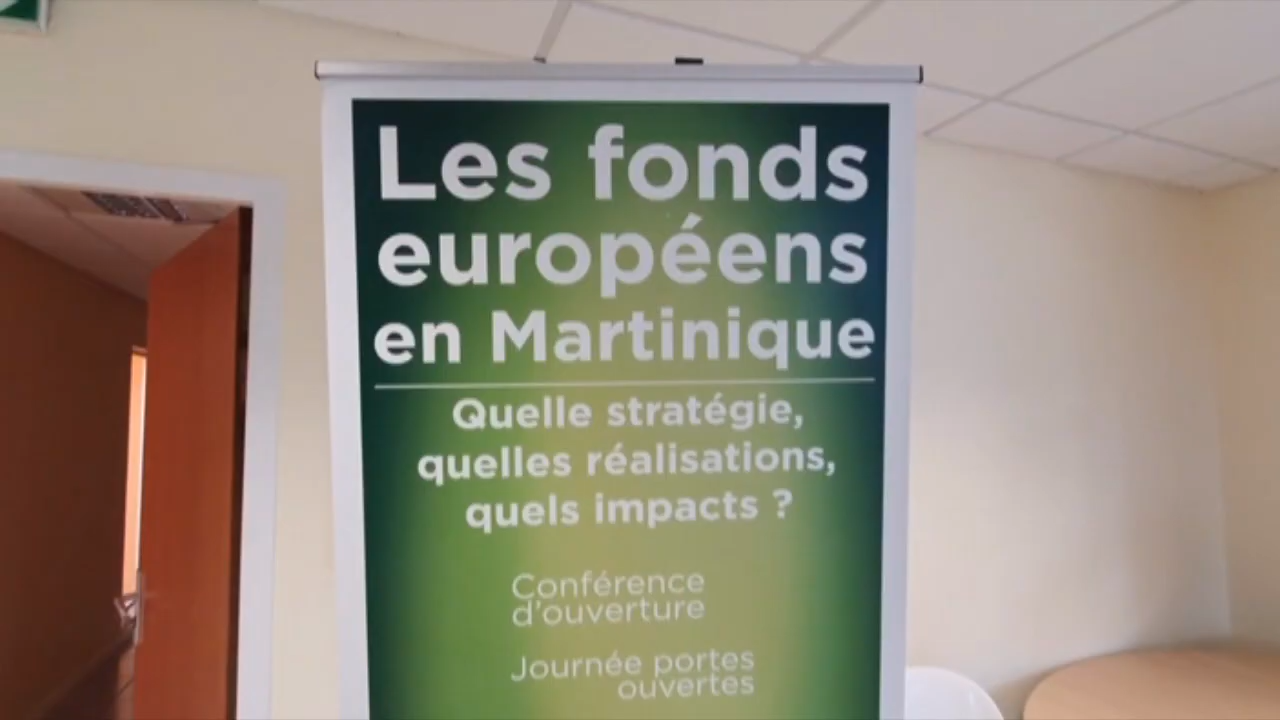 Les fonds
européens
en Martinique
Quelle stratégie,
quelles réalisations,
quels impacts ?
Conférence
d'ouverture
Journée portes
ouvertes